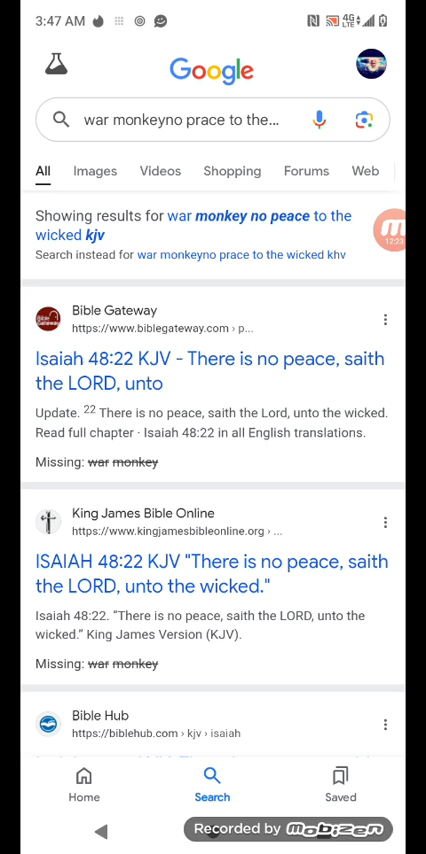 3:47 AM
4G
LTE
Google
war monkeyno prace to the...
All Images Videos Shopping Forums Web
Showing results for war monkey no peace to the
wicked kjv
Search instead for war monkeyno prace to the wicked khv
12:23
Bible Gateway
https://www.biblegateway.com › p...
Isaiah 48:22 KJV - There is no peace, saith
the LORD, unto
Update. 22 There is no peace, saith the Lord, unto the wicked.
Read full chapter · Isaiah 48:22 in all English translations.
Missing: war monkey
King James Bible Online
https://www.kingjamesbibleonline.org › ...
ISAIAH 48:22 KJV "There is no peace, saith
the LORD, unto the wicked."
Isaiah 48:22. “There is no peace, saith the LORD, unto the
wicked.” King James Version (KJV).
Missing: war monkey
Bible Hub
https://biblehub.com › kjv › isaiah
Home Search Saved
Recorded by mobizen